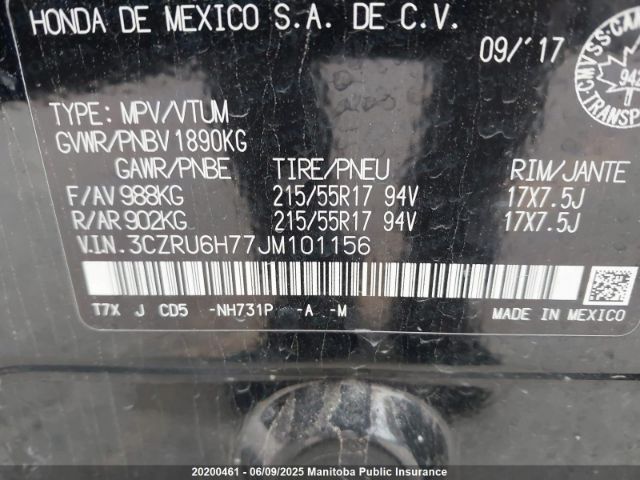 HONDA DE MEXICO S.A. DE C.V.
09/'17
TYPE: MPV/VTUM
GVWR/PNBV 1890KG
GAWR/PNBE TIRE/PNEU RIM/JANTE
F/AV 988KG 215/55R17 94V 17X7.5J
R/AR 902KG 215/55R17 94V 17X7.5J
V.I.N. 3CZRU6H77JM101156
T7X J CD5 -NH731P -A -M
MADE IN MEXICO
20200461 - 06/09/2025 Manitoba Public Insurance